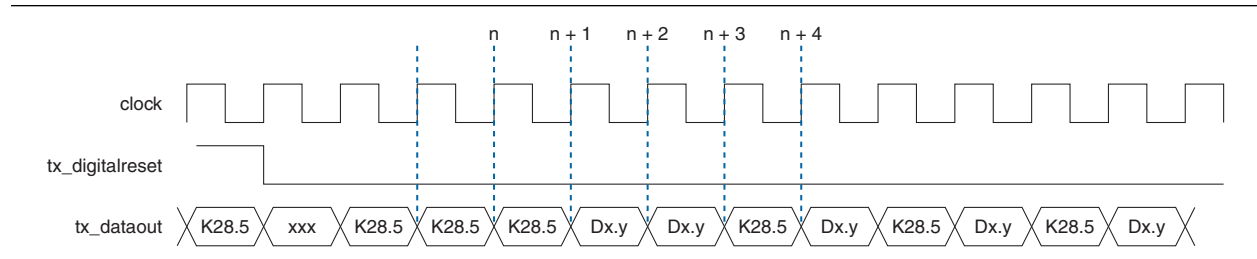 n n + 1 n + 2 n + 3 n + 4
clock
tx_digitalreset
tx_dataout K28.5 xxx K28.5 K28.5 K28.5 Dx.y Dx.y K28.5 Dx.y K28.5 Dx.y K28.5 Dx.y